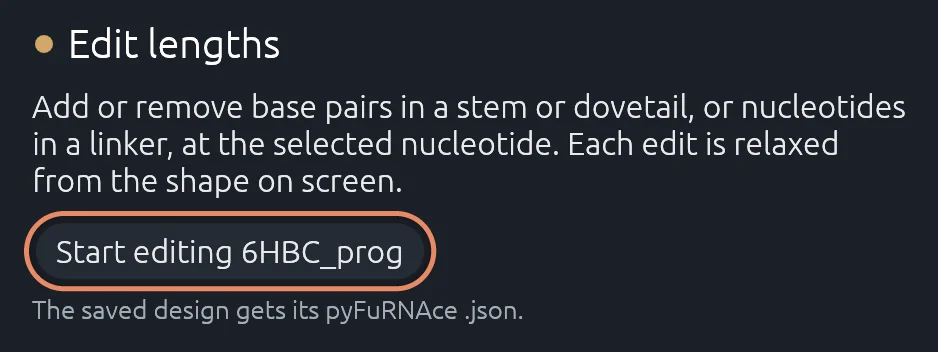 Edit lengths
Add or remove base pairs in a stem or dovetail, or nucleotides
in a linker, at the selected nucleotide. Each edit is relaxed
from the shape on screen.
Start editing 6HBC_prog
The saved design gets its pyFuRNAce .json.